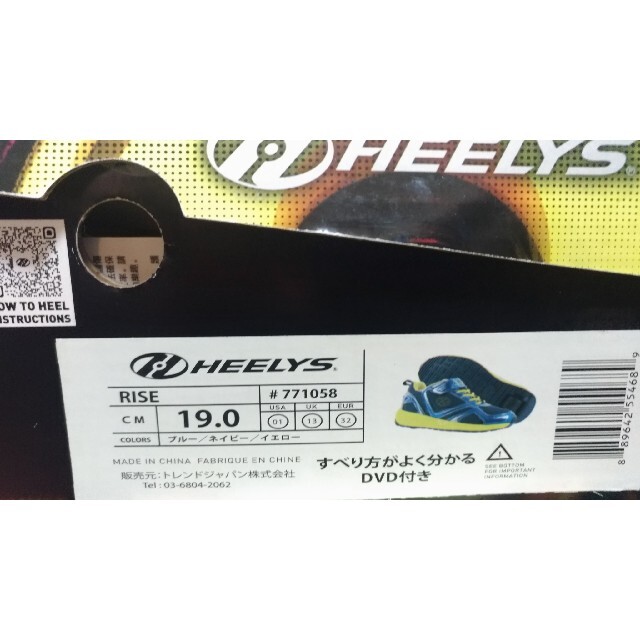 HEELYS
HOW TO HEEL
INSTRUCTIONS
HEELYS®
RISE
#771058
CM
19.0
USA
01
UK
13
EUR
32
COLORS
ブルー／ネイビー／イエロー
MADE IN CHINA FABRIQUE EN CHINE
販売元：トレンドジャパン株式会社
Tel : 03-6804-2062
すべり方がよく分かる
DVD付き
SEE BOTTOM
FOR IMPORTANT
INFORMATION
8 89642 55468 9